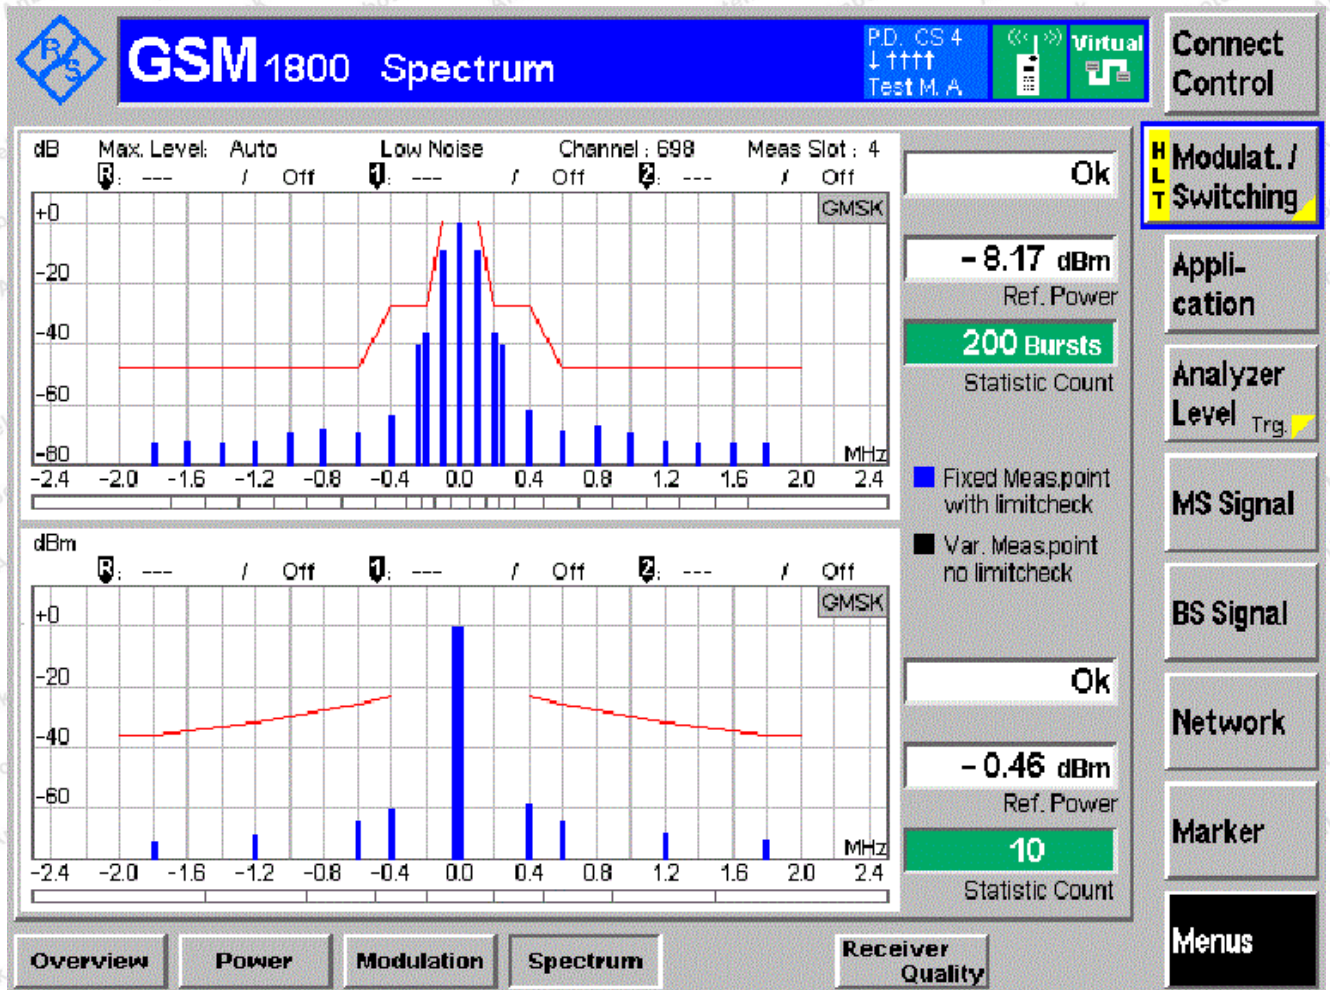 R&S
GSM 1800 Spectrum
P.D. CS 4
↓↑↑↑↑
Test M. A
Virtual
Connect
Control
dB Max. Level: Auto Low Noise Channel : 698 Meas Slot : 4
R: --- / Off 1: --- / Off 2: --- / Off
GMSK
+0
-20
-40
-60
-80
MHz
-2.4 -2.0 -1.6 -1.2 -0.8 -0.4 0.0 0.4 0.8 1.2 1.6 2.0 2.4
Ok
-8.17 dBm
Ref. Power
200 Bursts
Statistic Count
Fixed Meas.point
with limitcheck
Var. Meas.point
no limitcheck
dBm
R: --- / Off 1: --- / Off 2: --- / Off
GMSK
+0
-20
-40
-60
MHz
-2.4 -2.0 -1.6 -1.2 -0.8 -0.4 0.0 0.4 0.8 1.2 1.6 2.0 2.4
Ok
-0.46 dBm
Ref. Power
10
Statistic Count
HLT
Modulat. /
Switching
Appli-
cation
Analyzer
Level Trg.
MS Signal
BS Signal
Network
Marker
Menus
Overview
Power
Modulation
Spectrum
Receiver
Quality